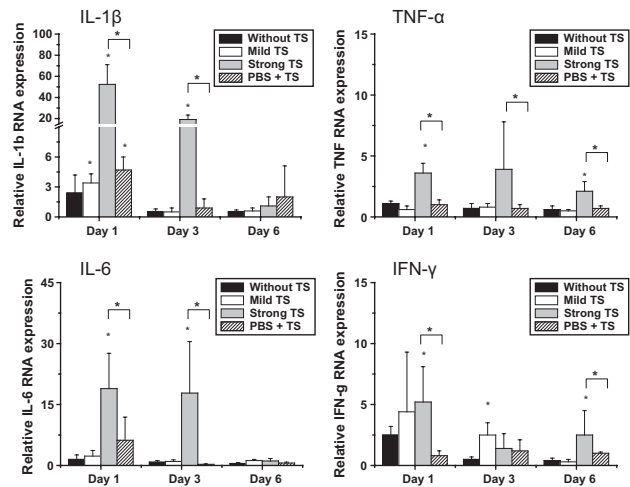 IL-1β
Relative IL-1b RNA expression
100
80
60
40
20
6
3
0
*
*
*
*
*
*
Without TS
Mild TS
Strong TS
PBS + TS
Day 1
Day 3
Day 6
TNF-α
Relative TNF RNA expression
15
10
5
0
*
*
*
*
*
Without TS
Mild TS
Strong TS
PBS + TS
Day 1
Day 3
Day 6
IL-6
Relative IL-6 RNA expression
45
30
15
0
*
*
*
*
Without TS
Mild TS
Strong TS
PBS + TS
Day 1
Day 3
Day 6
IFN-γ
Relative IFN-g RNA expression
15
10
5
0
*
*
*
*
*
Without TS
Mild TS
Strong TS
PBS + TS
Day 1
Day 3
Day 6